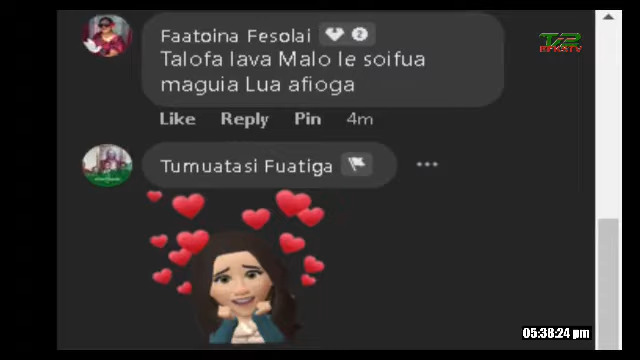 Faatoina Fesolai 2
Talofa lava Malo le soifua
maguia Lua afioga
Like Reply Pin 4m
Tumuatasi Fuatiga
05:38:24 pm